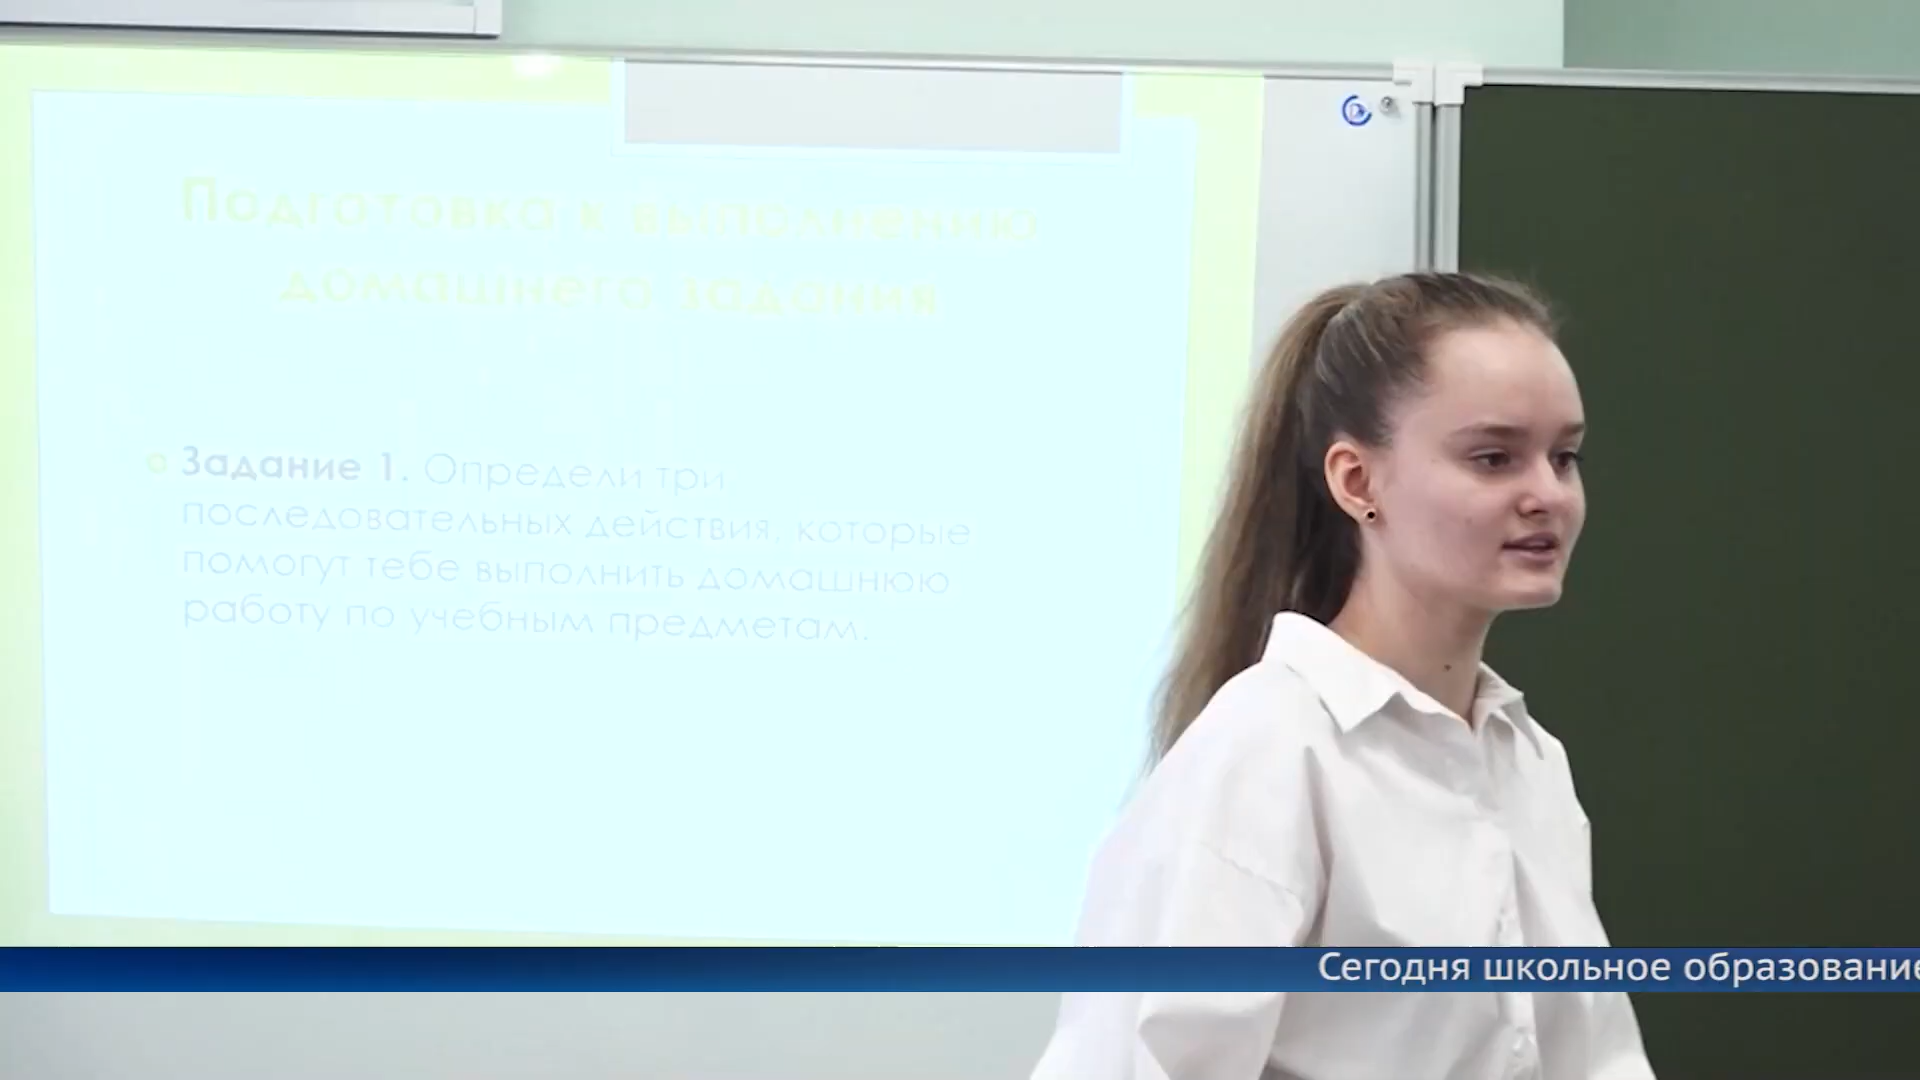 Подготовка к выполнению
домашнего задания
Задание 1. Определи три
последовательных действия, которые
помогут тебе выполнить домашнюю
работу по учебным предметам.
Сегодня школьное образование